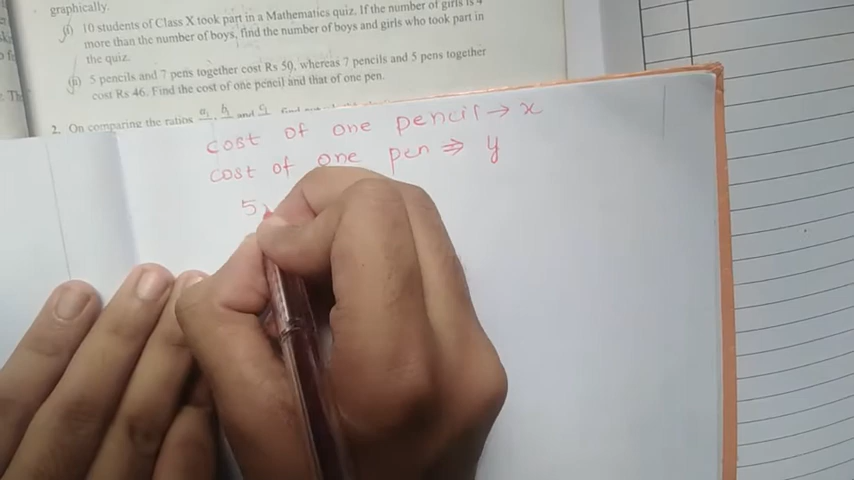 graphically.
(i) 10 students of Class X took part in a Mathematics quiz. If the number of girls is 4
more than the number of boys, find the number of boys and girls who took part in
the quiz.
(ii) 5 pencils and 7 pens together cost Rs 50, whereas 7 pencils and 5 pens together
cost Rs 46. Find the cost of one pencil and that of one pen.
2. On comparing the ratios a₁ b₁ and c₁
cost of one pencil → x
cost of one pen ⇒ y
5